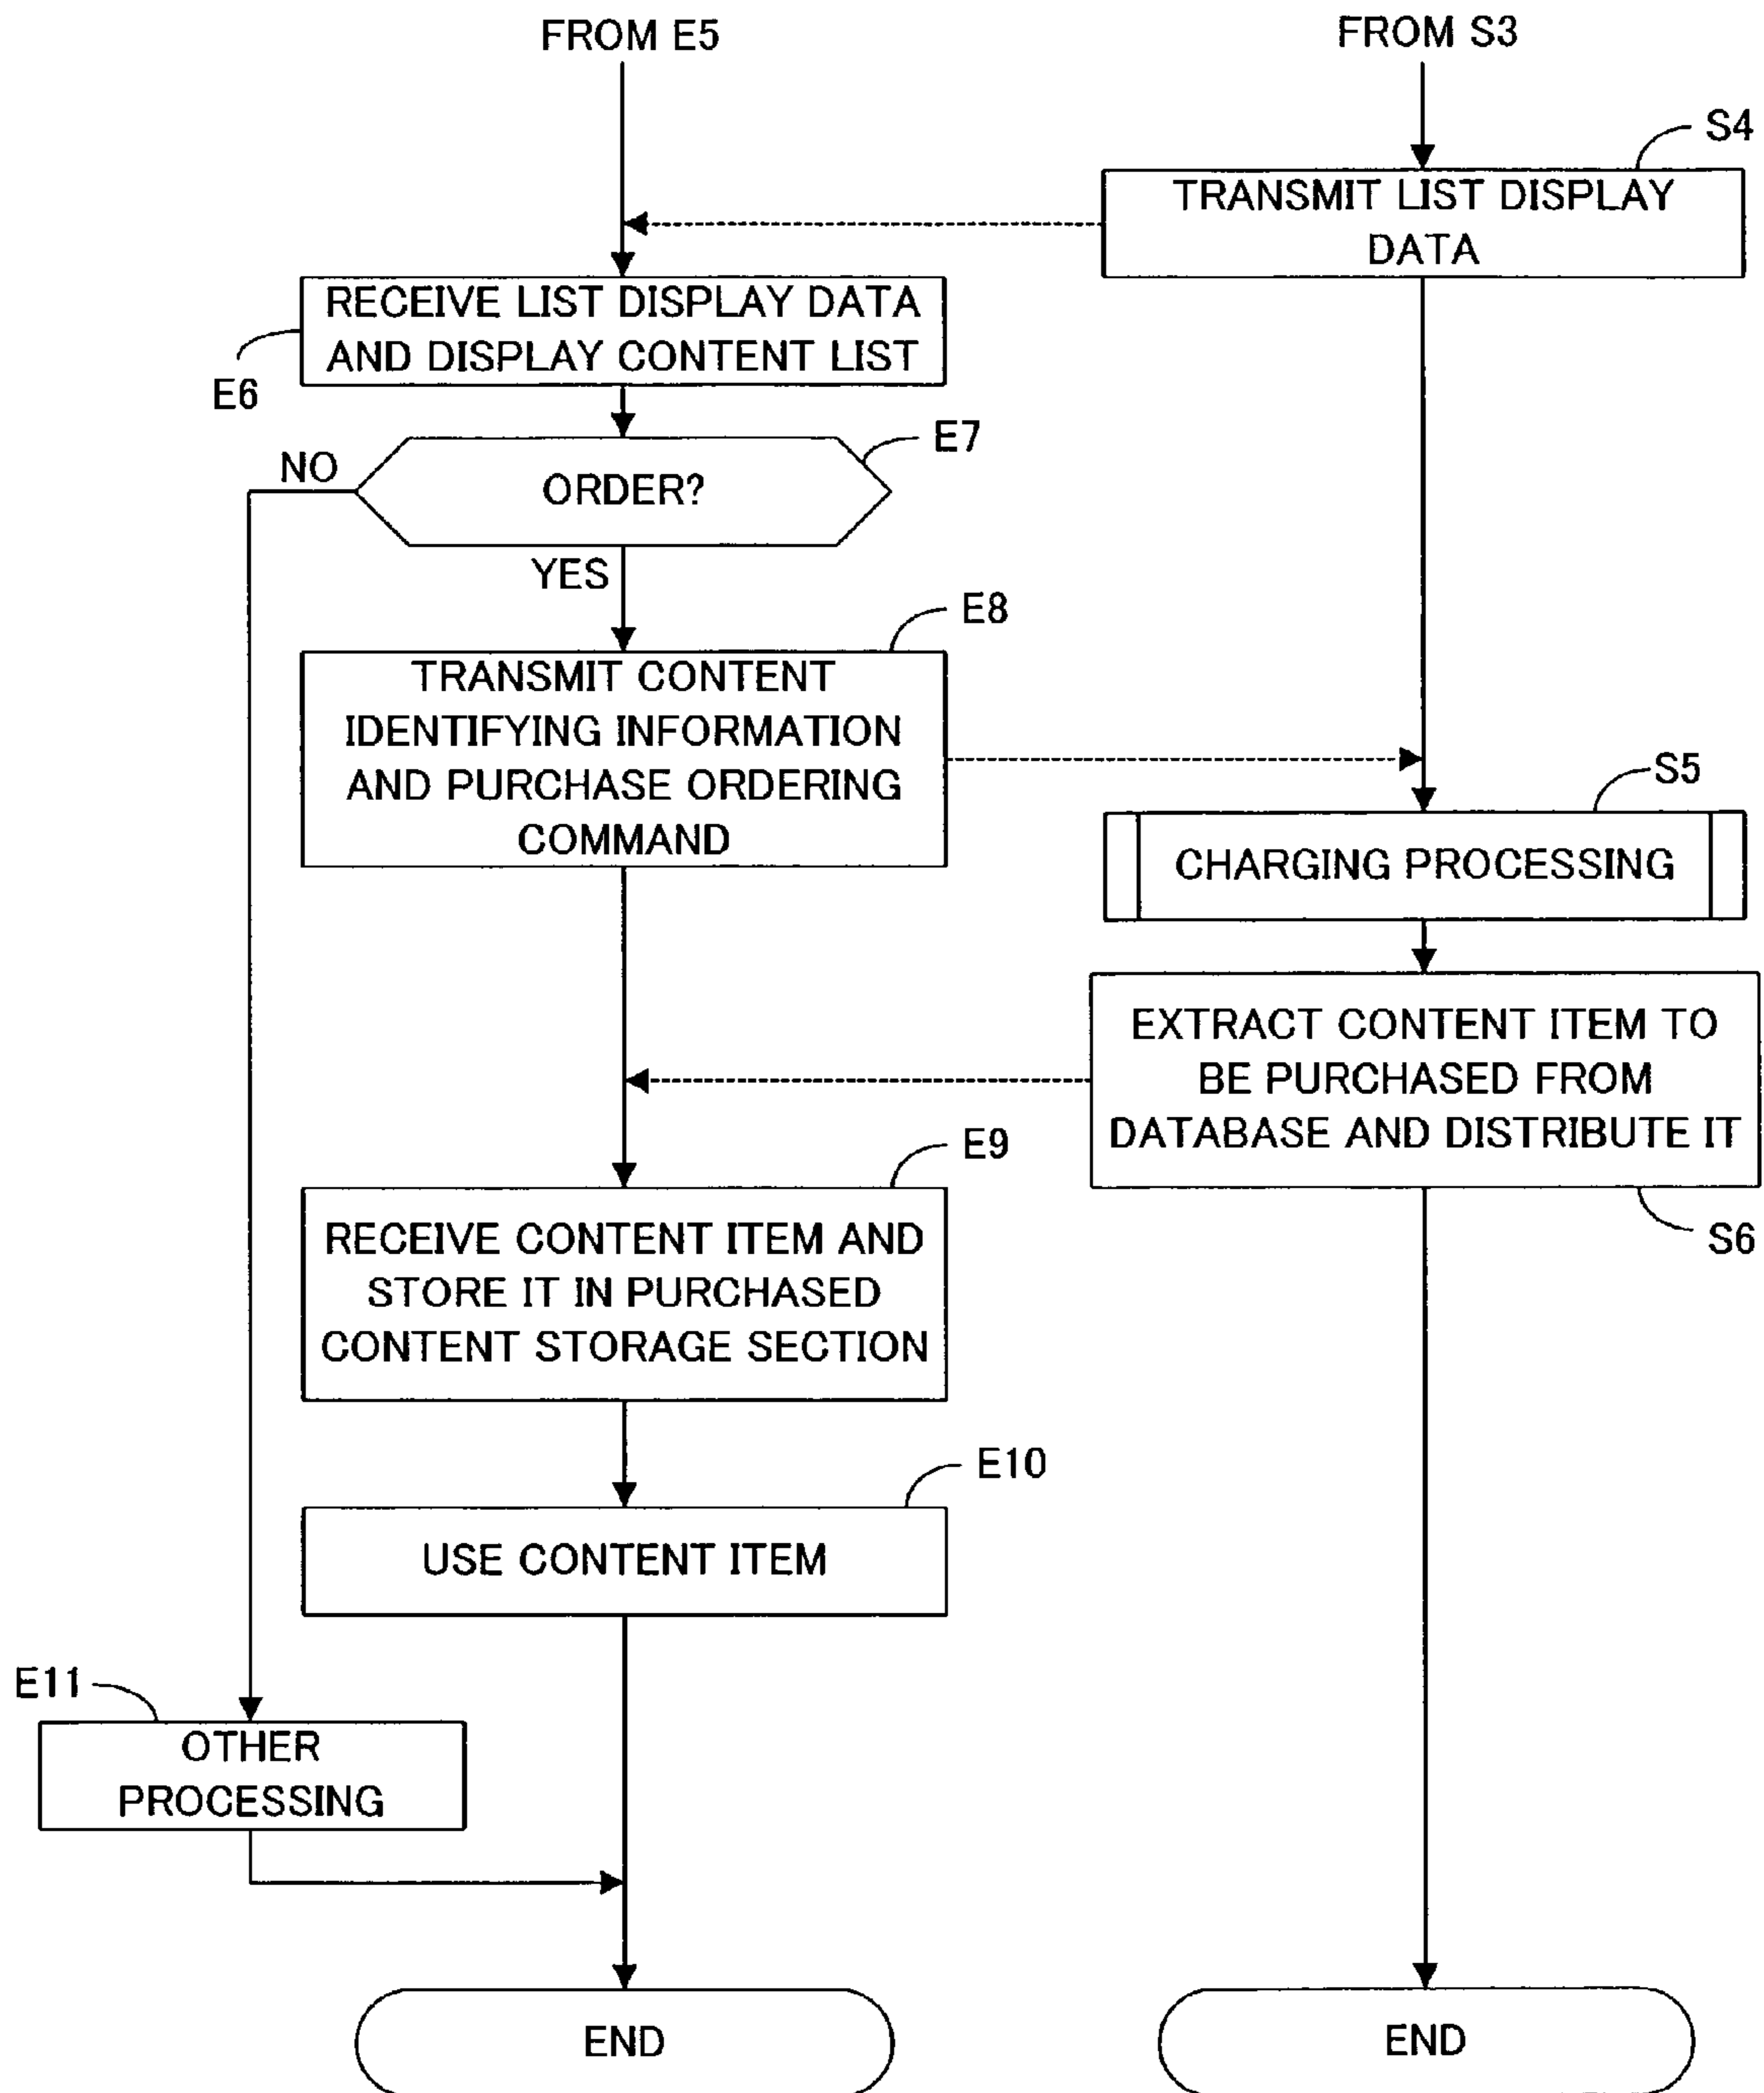 FROM E5
FROM S3
S4
TRANSMIT LIST DISPLAY
DATA
RECEIVE LIST DISPLAY DATA
AND DISPLAY CONTENT LIST
E6
E7
NO
ORDER?
YES
E8
TRANSMIT CONTENT
IDENTIFYING INFORMATION
AND PURCHASE ORDERING
COMMAND
S5
CHARGING PROCESSING
EXTRACT CONTENT ITEM TO
BE PURCHASED FROM
DATABASE AND DISTRIBUTE IT
S6
E9
RECEIVE CONTENT ITEM AND
STORE IT IN PURCHASED
CONTENT STORAGE SECTION
E10
USE CONTENT ITEM
E11
OTHER
PROCESSING
END
END